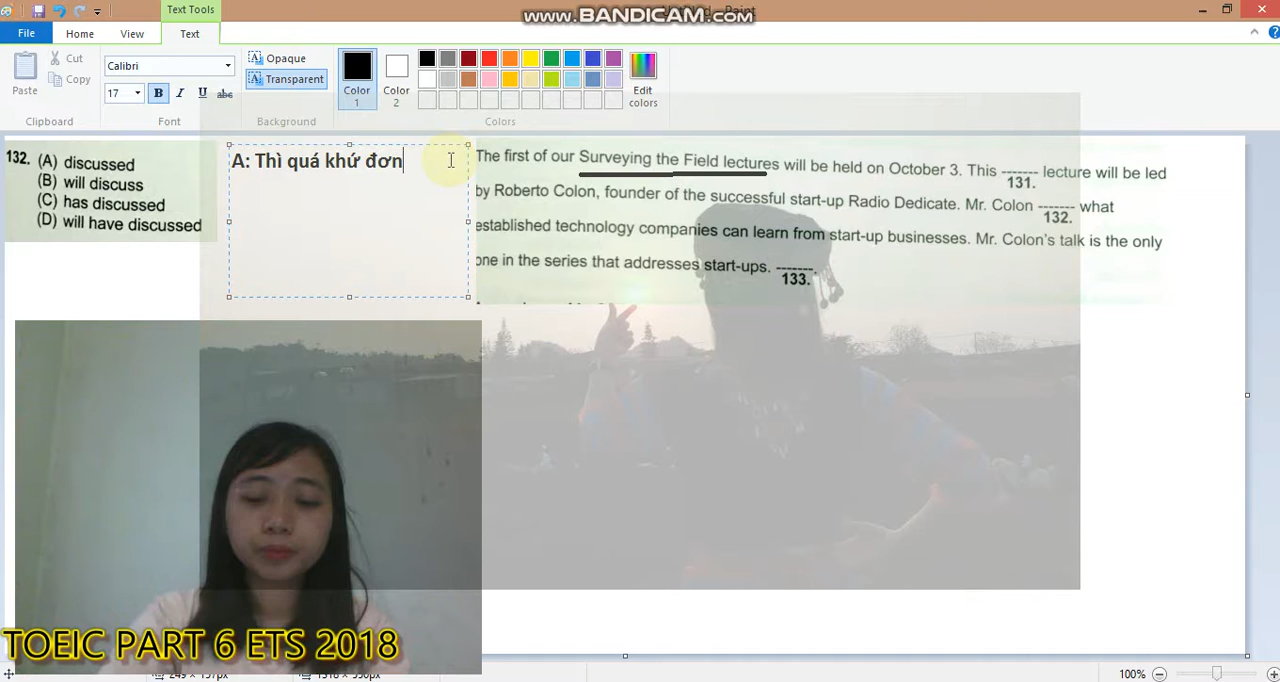 Text Tools
www.BANDICAM.com
Paint
File
Home
View
Text
Paste
Cut
Copy
Clipboard
Calibri
17
B
I
U
abc
Font
Opaque
Transparent
Background
Color 1
Color 2
Edit colors
Colors
132. (A) discussed
(B) will discuss
(C) has discussed
(D) will have discussed
A: Thì quá khứ đơn
The first of our Surveying the Field lectures will be held on October 3. This ------- lecture will be led
131.
by Roberto Colon, founder of the successful start-up Radio Dedicate. Mr. Colon ------- what
132.
established technology companies can learn from start-up businesses. Mr. Colon's talk is the only
one in the series that addresses start-ups. -------.
133.
TOEIC PART 6 ETS 2018
100%